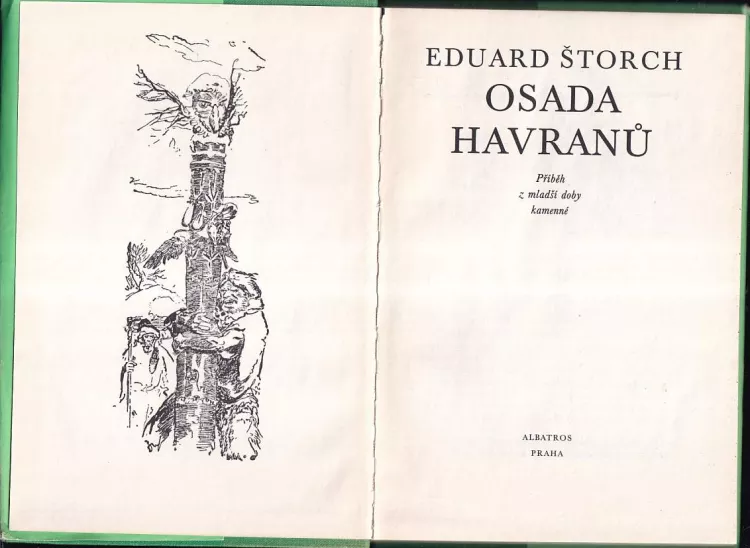 EDUARD ŠTORCH
OSADA
HAVRANŮ
Příběh
z mladší doby
kamenné
ALBATROS
PRAHA